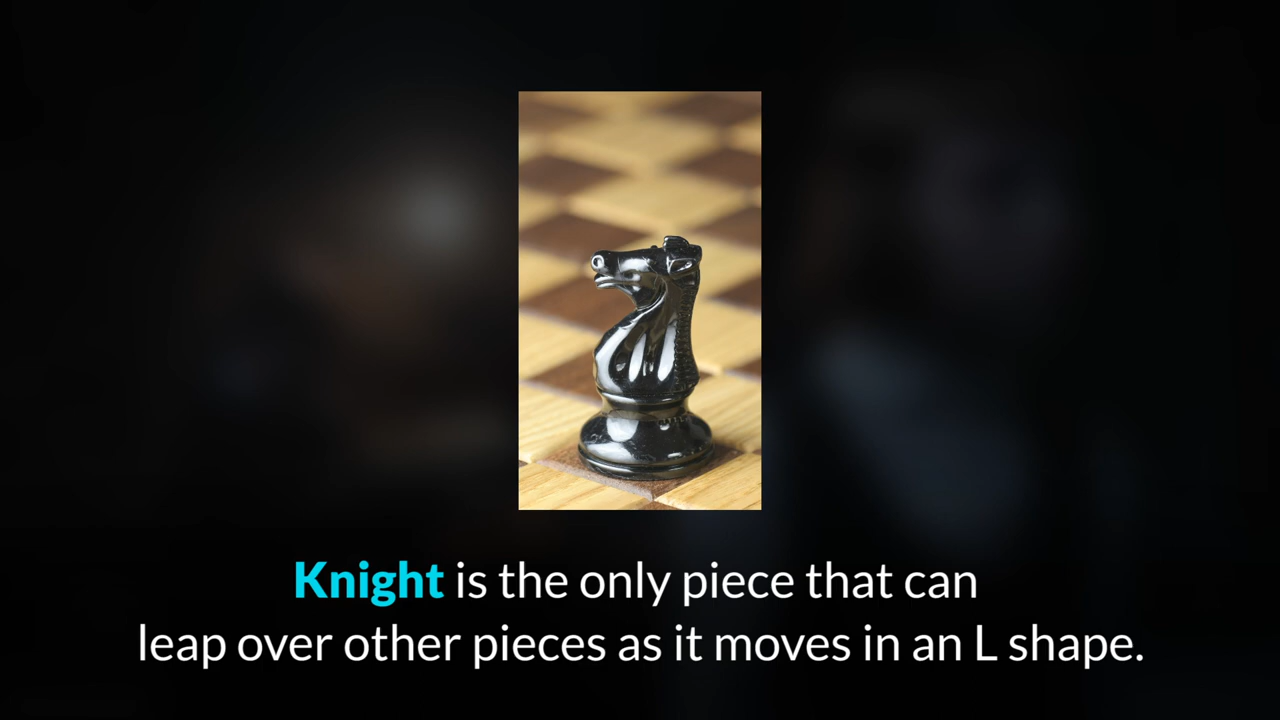 Knight is the only piece that can
leap over other pieces as it moves in an L shape.